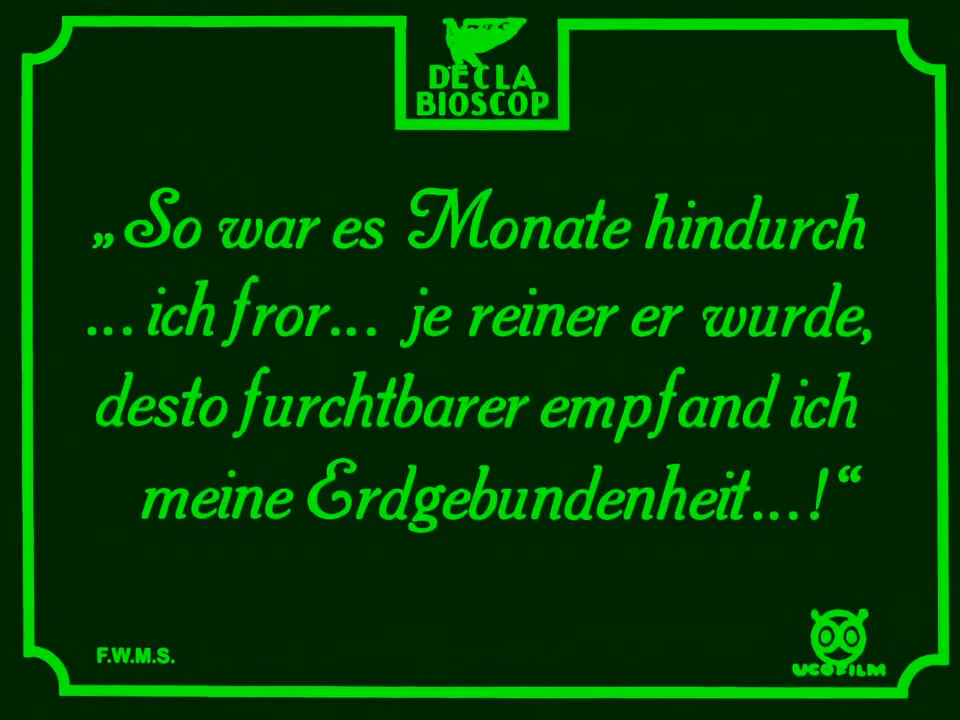 DECLA
BIOSCOP
„So war es Monate hindurch
... ich fror... je reiner er wurde,
desto furchtbarer empfand ich
meine Erdgebundenheit...!“
F.W.M.S.
UCOFILM